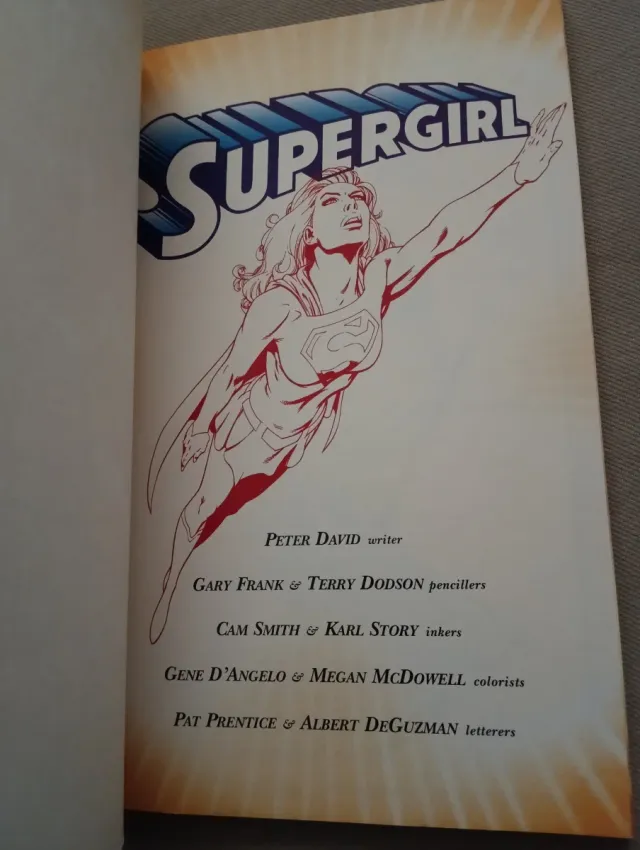 SUPERGIRL
S
PETER DAVID writer
GARY FRANK & TERRY DODSON pencillers
CAM SMITH & KARL STORY inkers
GENE D'ANGELO & MEGAN MCDOWELL colorists
PAT PRENTICE & ALBERT DEGUZMAN letterers